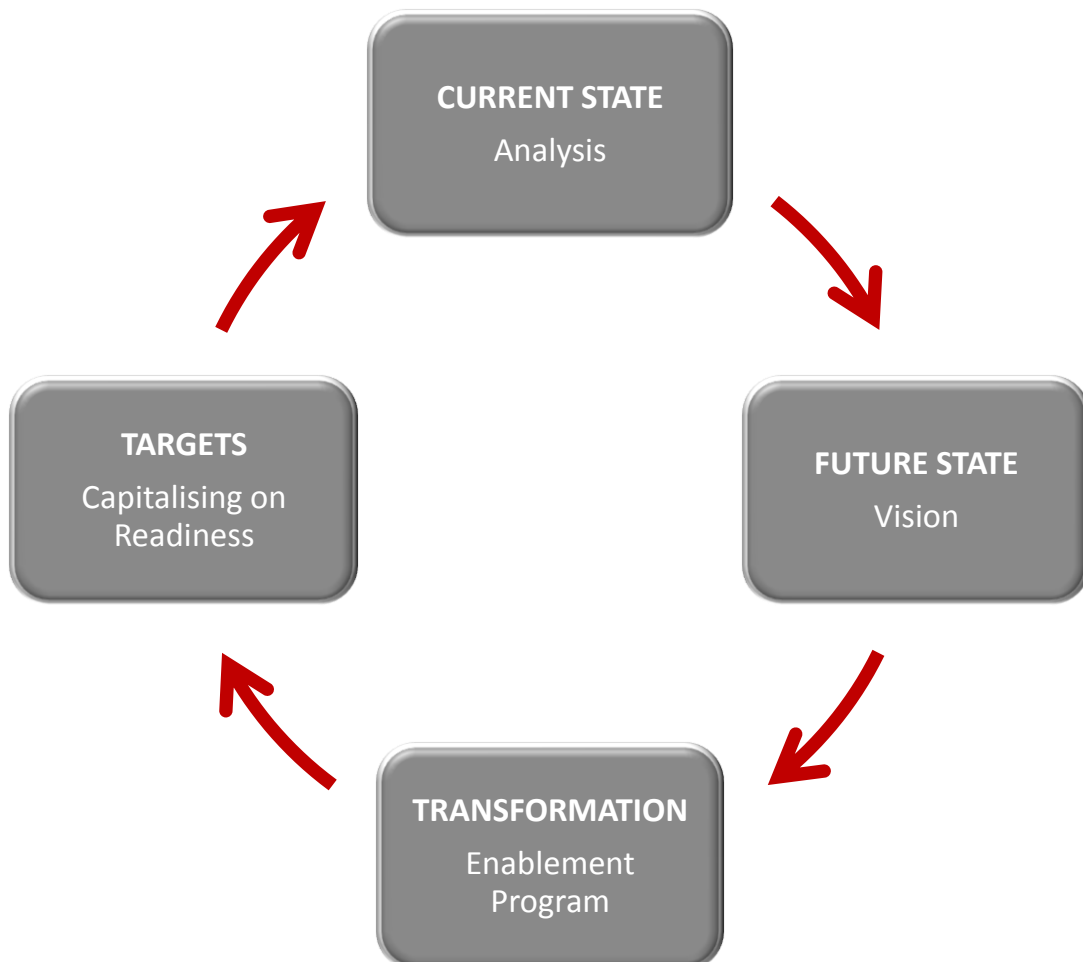 CURRENT STATE
Analysis
FUTURE STATE
Vision
TRANSFORMATION
Enablement
Program
TARGETS
Capitalising on
Readiness